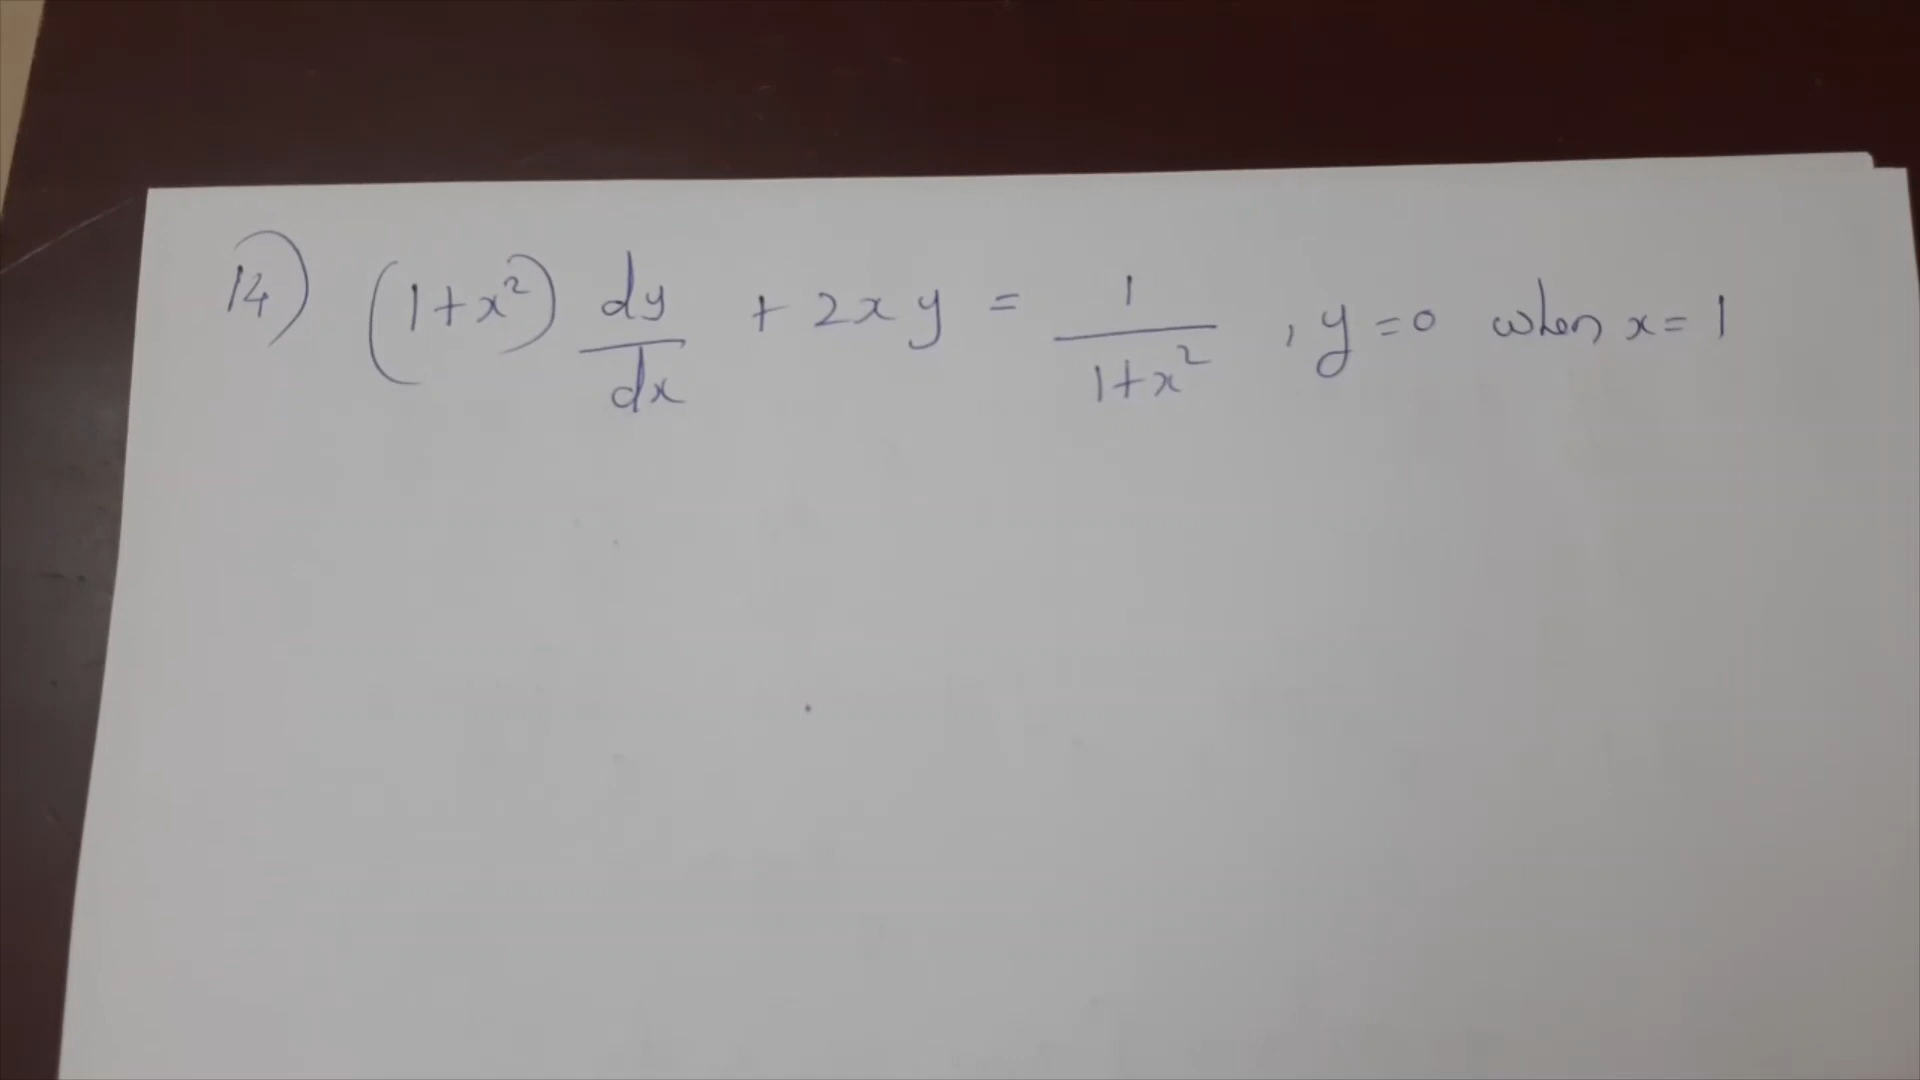 14) (1+x²) dy/dx + 2xy = 1/(1+x²) , y=0 when x=1